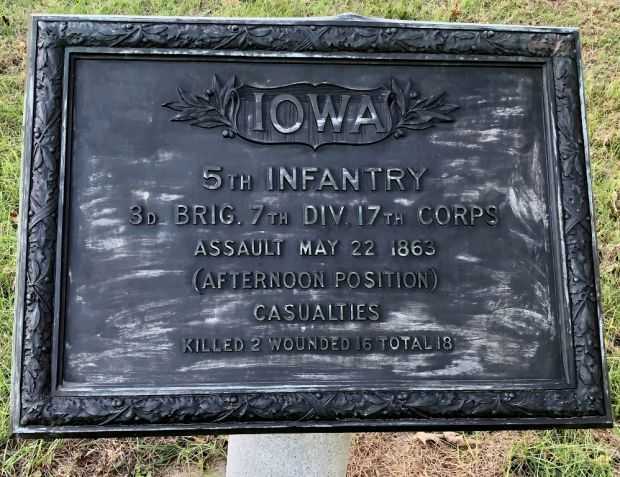 IOWA
5TH INFANTRY
3D BRIG. 7TH DIV. 17TH CORPS
ASSAULT MAY 22 1863
(AFTERNOON POSITION)
CASUALTIES
KILLED 2 WOUNDED 16 TOTAL 18